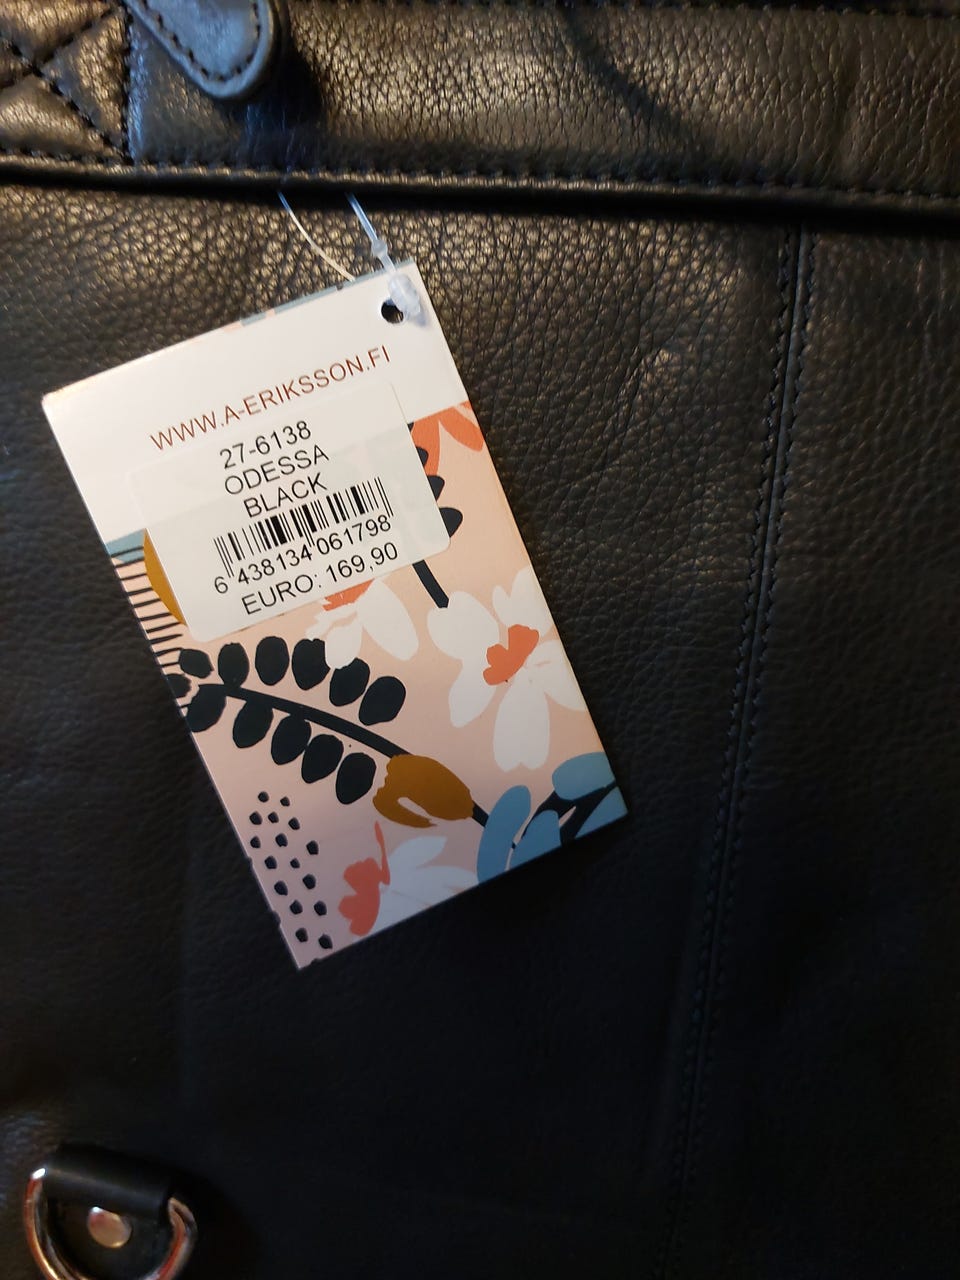 WWW.A-ERIKSSON.FI
27-6138
ODESSA
BLACK
6 438134 061798
EURO: 169,90